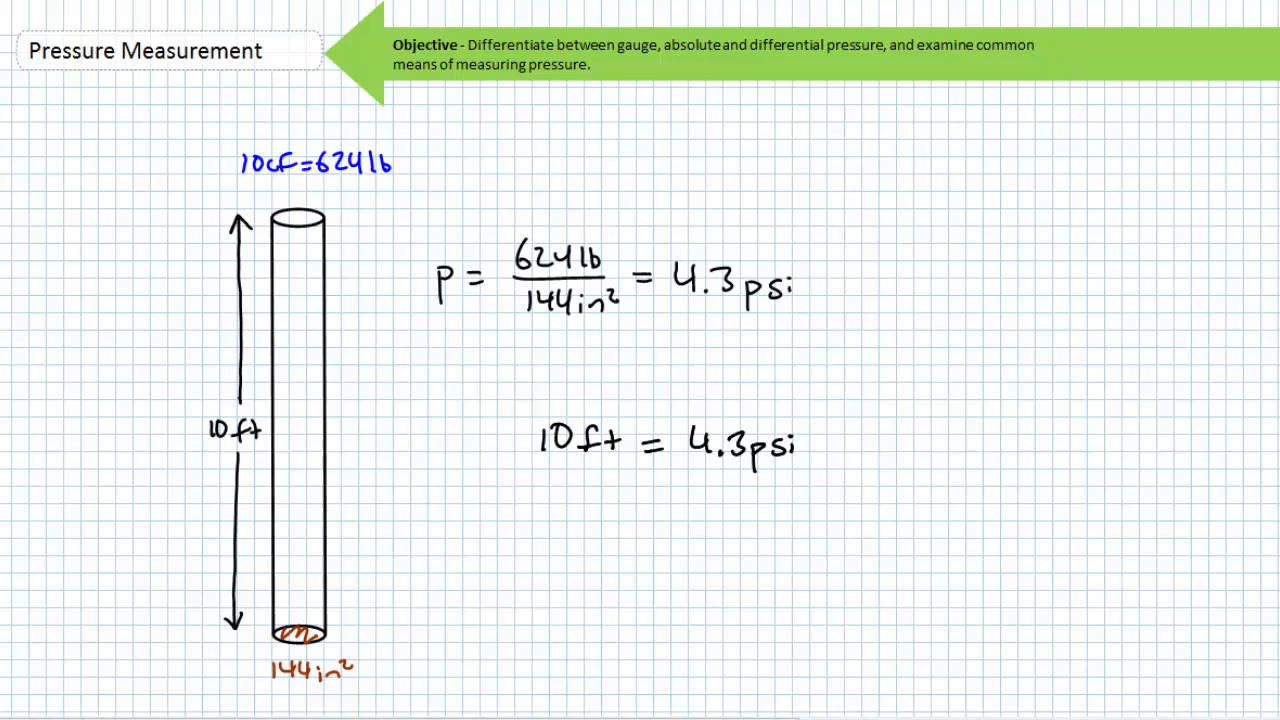 Pressure Measurement
Objective - Differentiate between gauge, absolute and differential pressure, and examine common
means of measuring pressure.
10cF=624lb
P = 624lb / 144in² = 4.3psi
10ft
10ft = 4.3psi
144in²